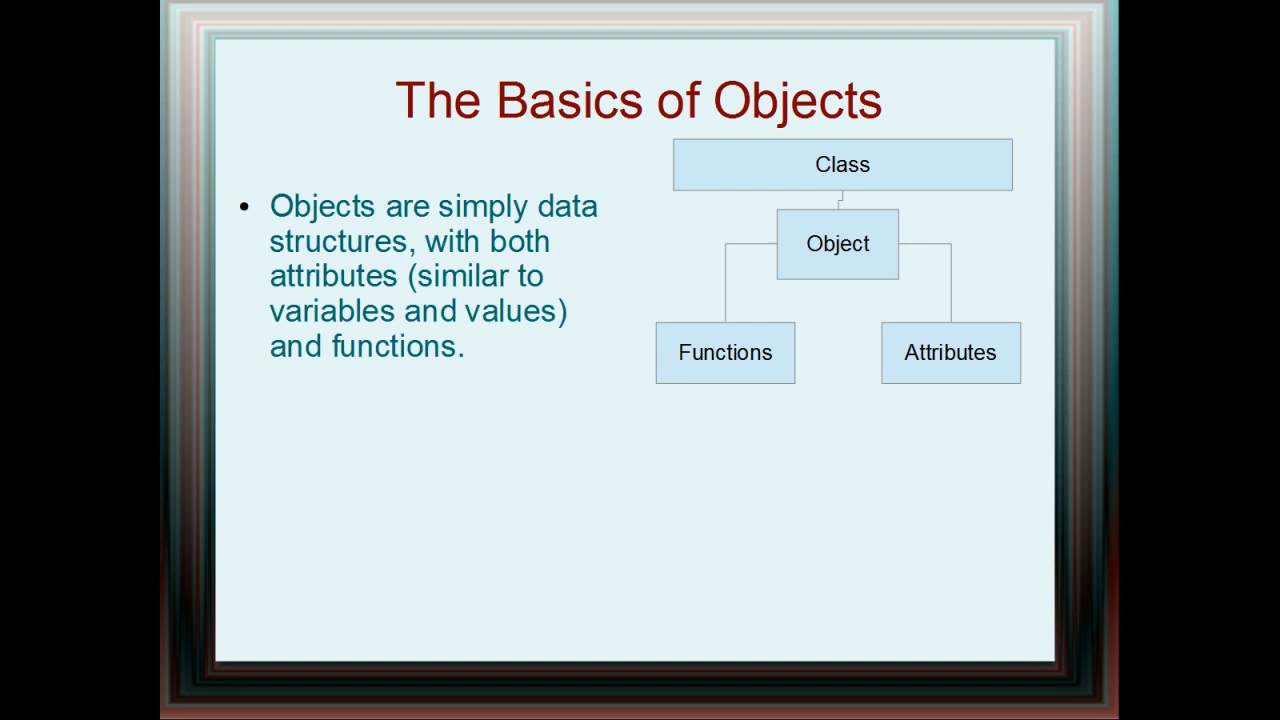 The Basics of Objects
• Objects are simply data
structures, with both
attributes (similar to
variables and values)
and functions.
Class
Object
Functions
Attributes